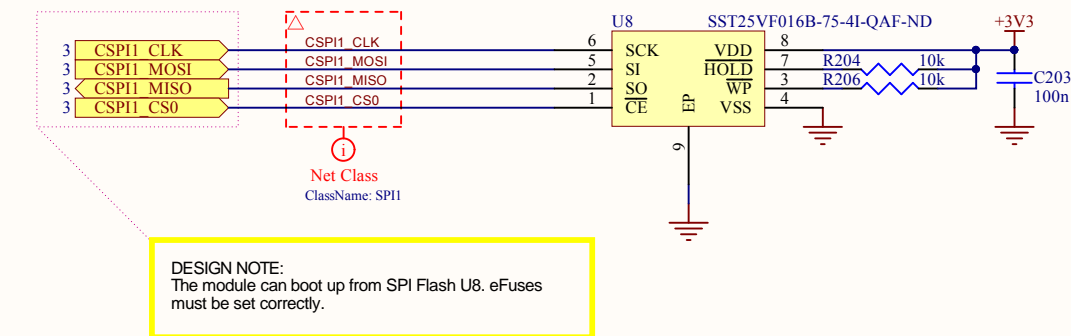 U8 SST25VF016B-75-4I-QAF-ND +3V3
3 CSPI1_CLK CSPI1_CLK 6 SCK VDD 8
3 CSPI1_MOSI CSPI1_MOSI 5 SI HOLD 7 R204 10k
3 CSPI1_MISO CSPI1_MISO 2 SO WP 3 R206 10k C203
3 CSPI1_CS0 CSPI1_CS0 1 CE EP VSS 4 100n
9
i
Net Class
ClassName: SPI1
DESIGN NOTE:
The module can boot up from SPI Flash U8. eFuses
must be set correctly.